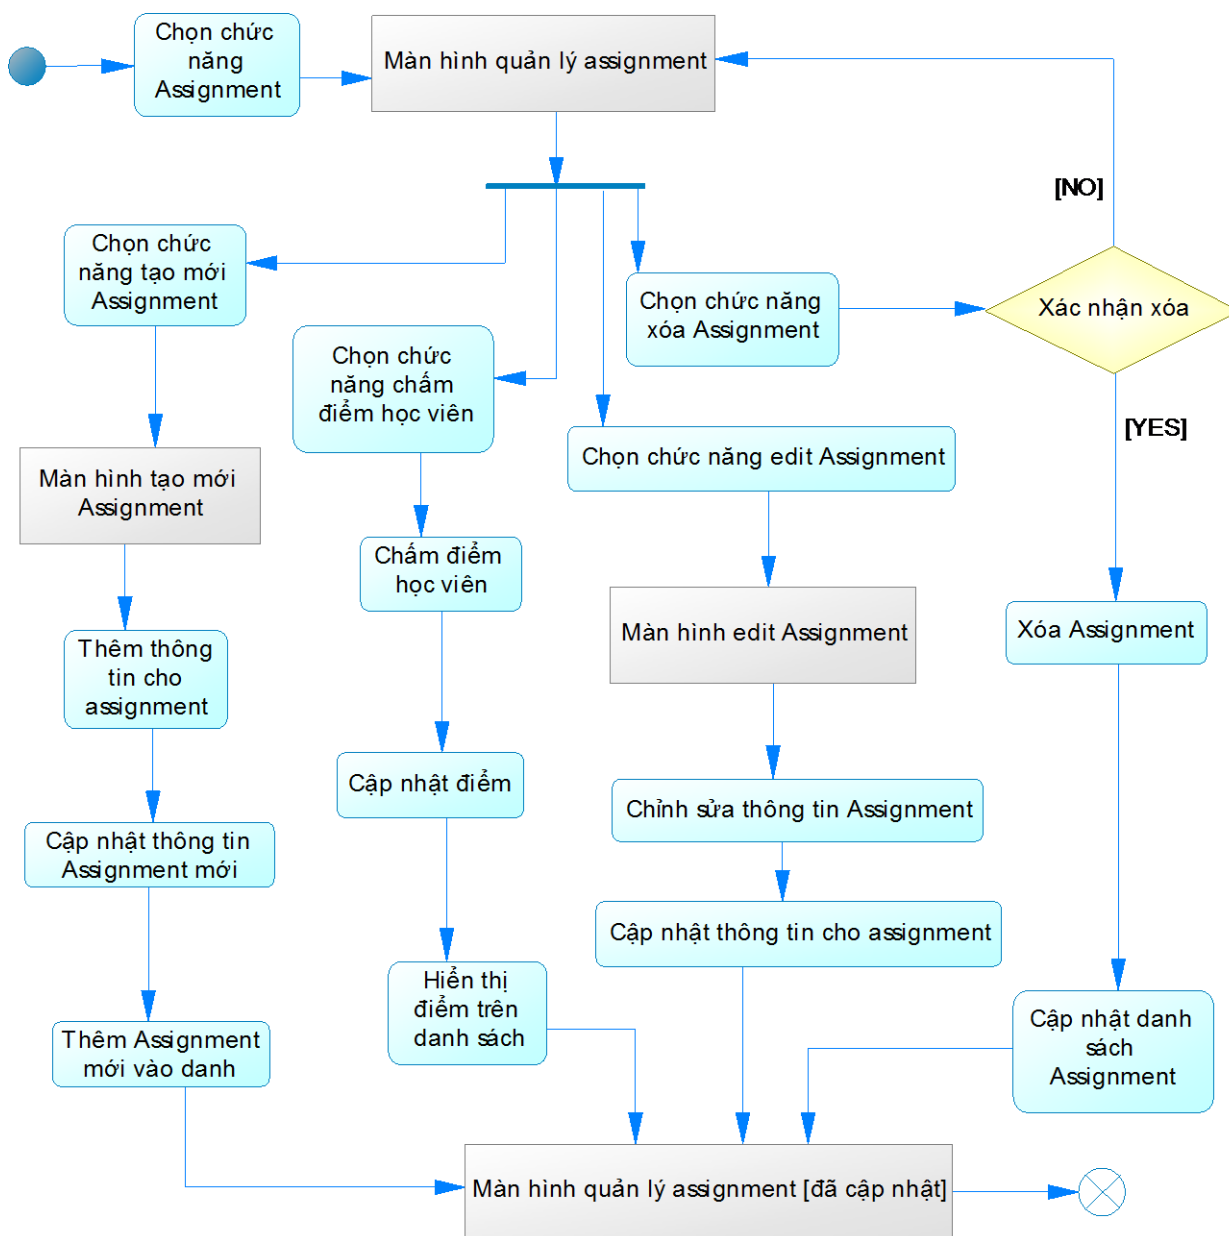 Chọn chức
năng
Assignment
Màn hình quản lý assignment
[NO]
Chọn chức
năng tạo mới
Assignment
Chọn chức năng
xóa Assignment
Xác nhận xóa
Chọn chức
năng chấm
điểm học viên
[YES]
Chọn chức năng edit Assignment
Màn hình tạo mới
Assignment
Chấm điểm
học viên
Màn hình edit Assignment
Xóa Assignment
Thêm thông
tin cho
assignment
Cập nhật điểm
Chỉnh sửa thông tin Assignment
Cập nhật thông tin
Assignment mới
Cập nhật thông tin cho assignment
Hiển thị
điểm trên
danh sách
Cập nhật danh
sách
Assignment
Thêm Assignment
mới vào danh
Màn hình quản lý assignment [đã cập nhật]